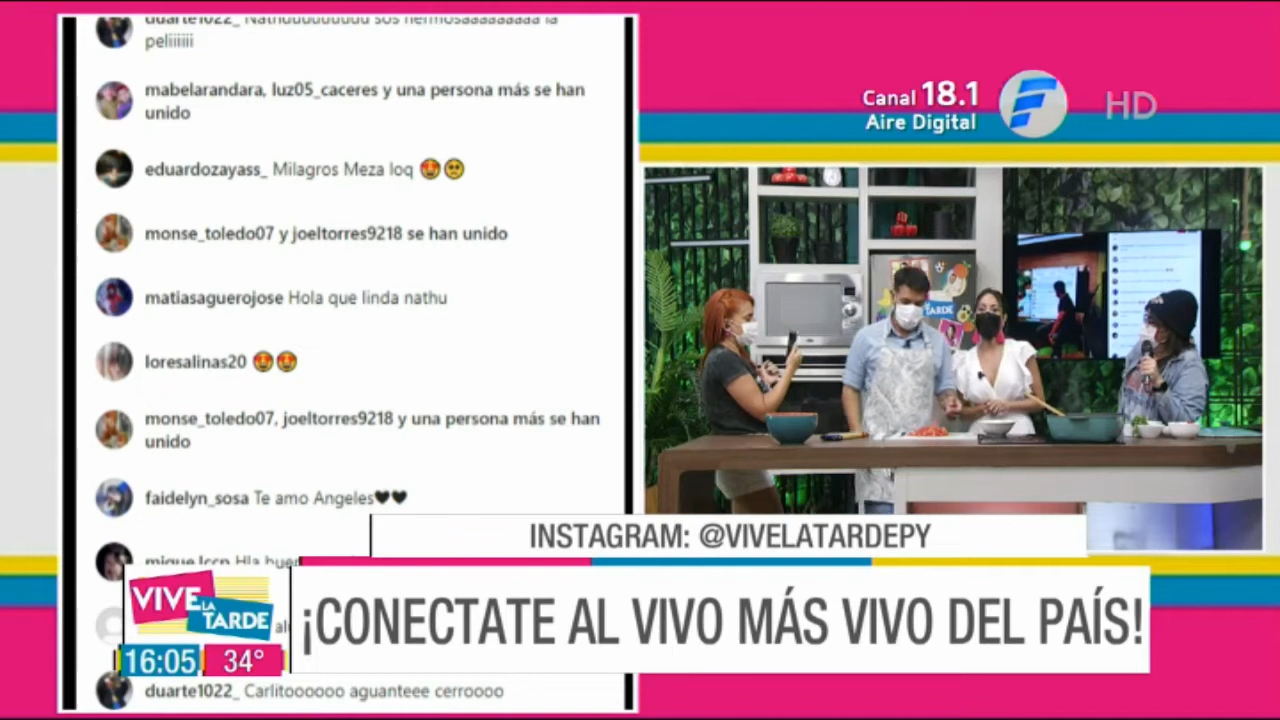 duarte1022_ Nathuuuuuuuuu sos hermosaaaaaaaaa la
peliiiiii
mabelarandara, luz05_caceres y una persona más se han
unido
eduardozayass_ Milagros Meza loq 🤩🥺
monse_toledo07 y joeltorres9218 se han unido
matiasaguerojose Hola que linda nathu
loresalinas20 🤩🤩
monse_toledo07, joeltorres9218 y una persona más se han
unido
faidelyn_sosa Te amo Angeles🖤🖤
Hla
duarte1022_ Carlitoooooo aguanteee cerroooo
Canal 18.1
Aire Digital
HD
TARDE
INSTAGRAM: @VIVELATARDEPY
VIVE
LA
TARDE
¡CONECTATE AL VIVO MÁS VIVO DEL PAÍS!
16:05 34°